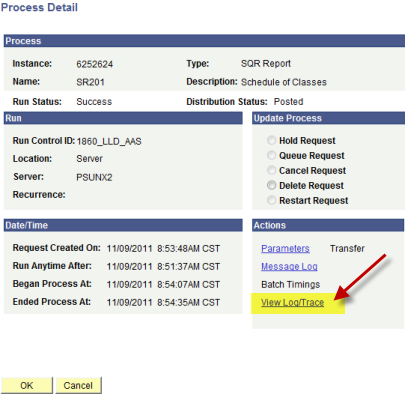 Process Detail
Process
Instance: 6252624 Type: SQR Report
Name: SR201 Description: Schedule of Classes
Run Status: Success Distribution Status: Posted
Run
Run Control ID: 1860_LLD_AAS
Location: Server
Server: PSUNX2
Recurrence:
Update Process
Hold Request
Queue Request
Cancel Request
Delete Request
Restart Request
Date/Time
Request Created On: 11/09/2011 8:53:48AM CST
Run Anytime After: 11/09/2011 8:51:37AM CST
Began Process At: 11/09/2011 8:54:07AM CST
Ended Process At: 11/09/2011 8:54:35AM CST
Actions
Parameters Transfer
Message Log
Batch Timings
View Log/Trace
OK Cancel